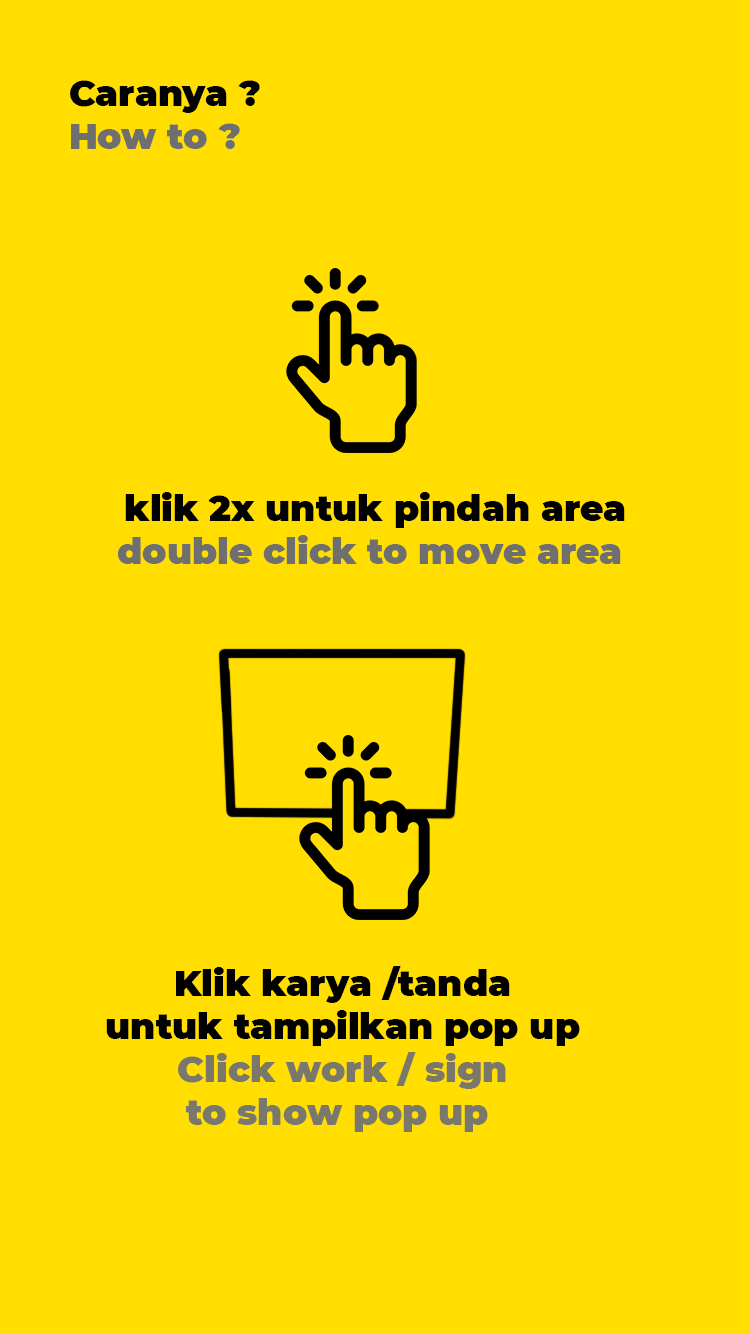 Caranya ?
How to ?
klik 2x untuk pindah area
double click to move area
Klik karya /tanda
untuk tampilkan pop up
Click work / sign
to show pop up